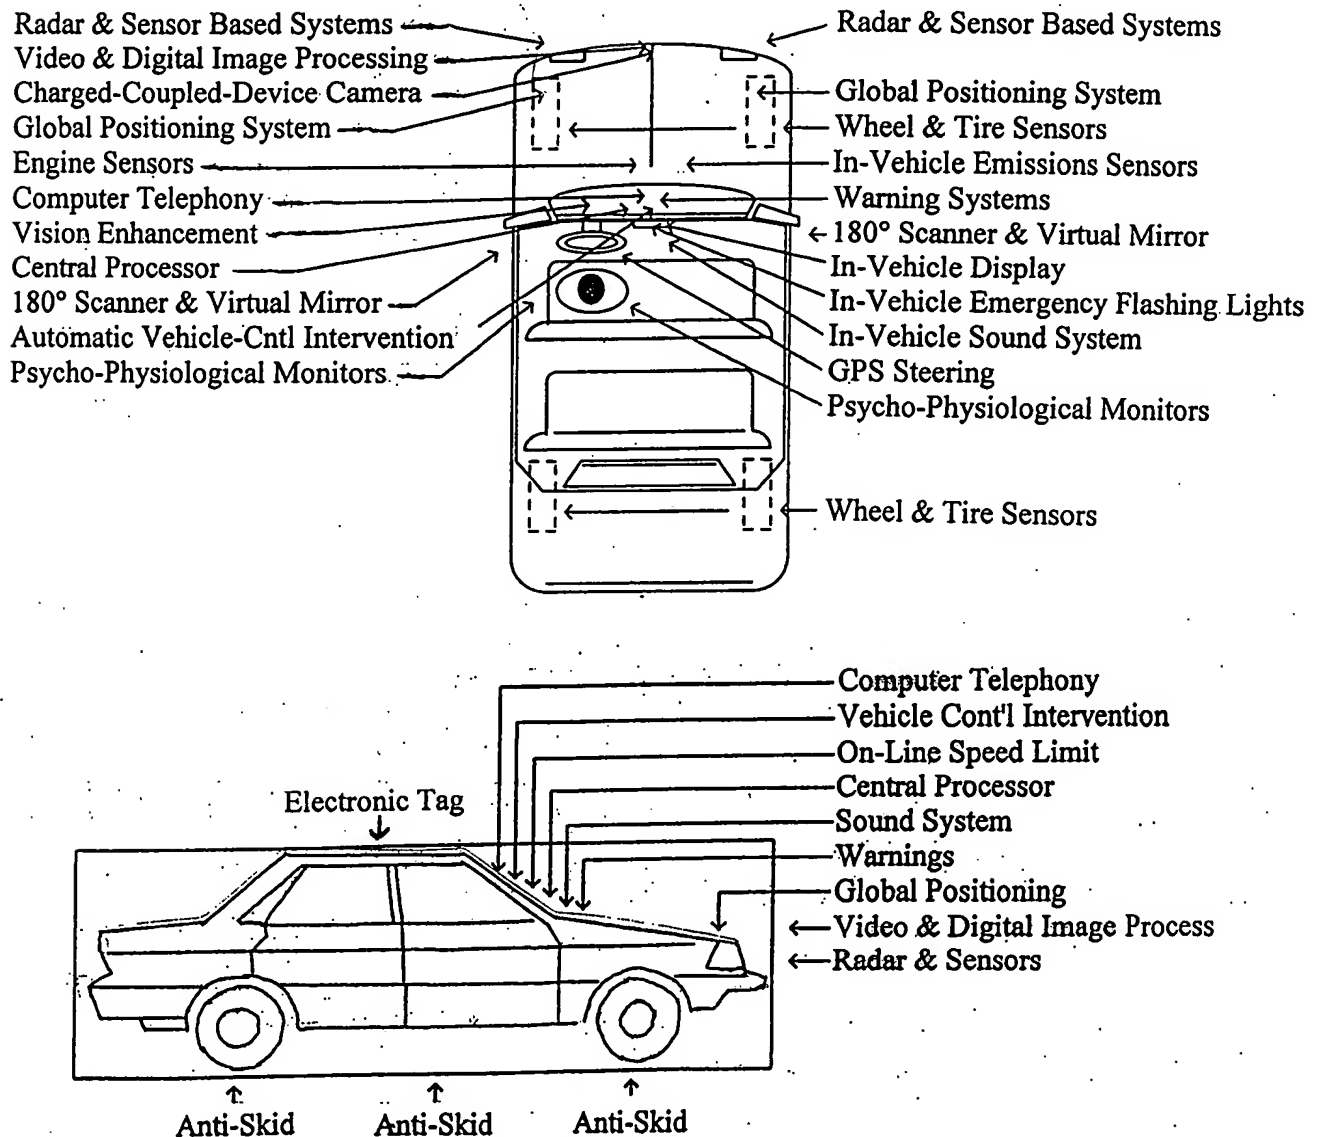 Radar & Sensor Based Systems
Video & Digital Image Processing
Charged-Coupled-Device Camera
Global Positioning System
Engine Sensors
Computer Telephony
Vision Enhancement
Central Processor
180° Scanner & Virtual Mirror
Automatic Vehicle-Cntl Intervention
Psycho-Physiological Monitors
Radar & Sensor Based Systems
Global Positioning System
Wheel & Tire Sensors
In-Vehicle Emissions Sensors
Warning Systems
180° Scanner & Virtual Mirror
In-Vehicle Display
In-Vehicle Emergency Flashing Lights
In-Vehicle Sound System
GPS Steering
Psycho-Physiological Monitors
Wheel & Tire Sensors
Computer Telephony
Vehicle Cont'l Intervention
On-Line Speed Limit
Central Processor
Sound System
Warnings
Global Positioning
Video & Digital Image Process
Radar & Sensors
Electronic Tag
Anti-Skid
Anti-Skid
Anti-Skid